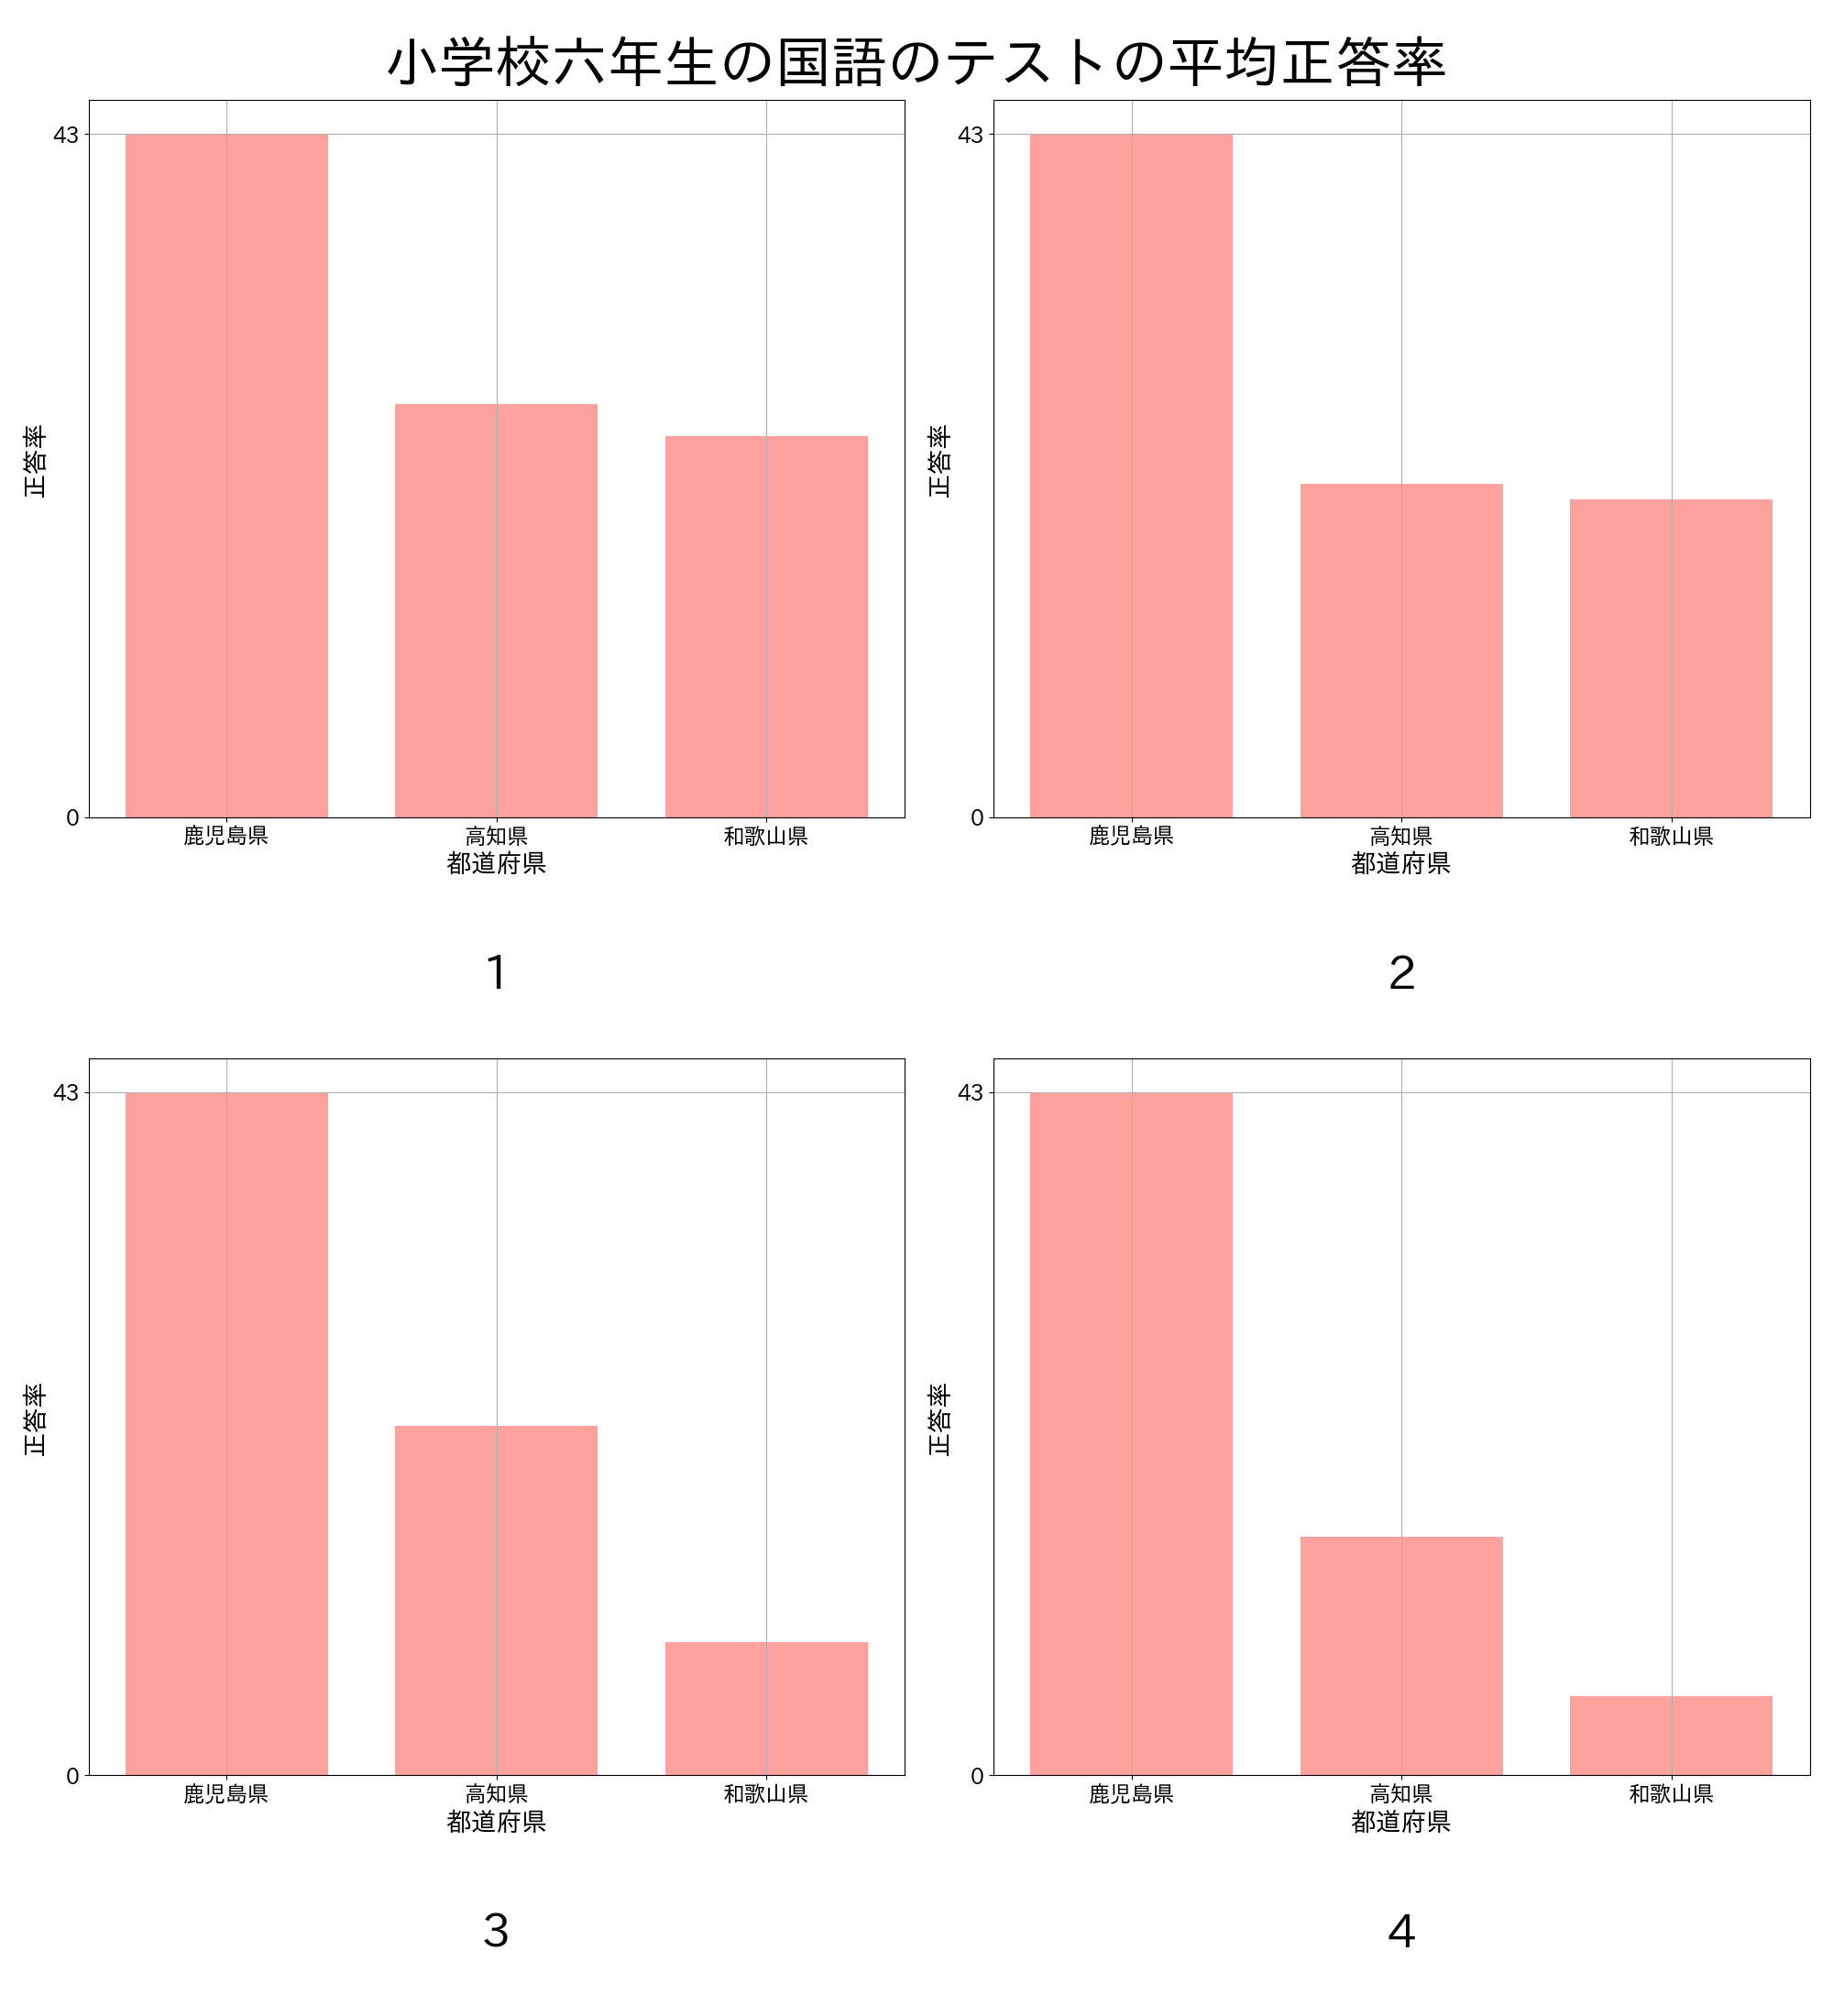 小学校六年生の国語のテストの平均正答率
43
0
正答率
鹿児島県
高知県
和歌山県
都道府県
1
43
0
正答率
鹿児島県
高知県
和歌山県
都道府県
2
43
0
正答率
鹿児島県
高知県
和歌山県
都道府県
3
43
0
正答率
鹿児島県
高知県
和歌山県
都道府県
4